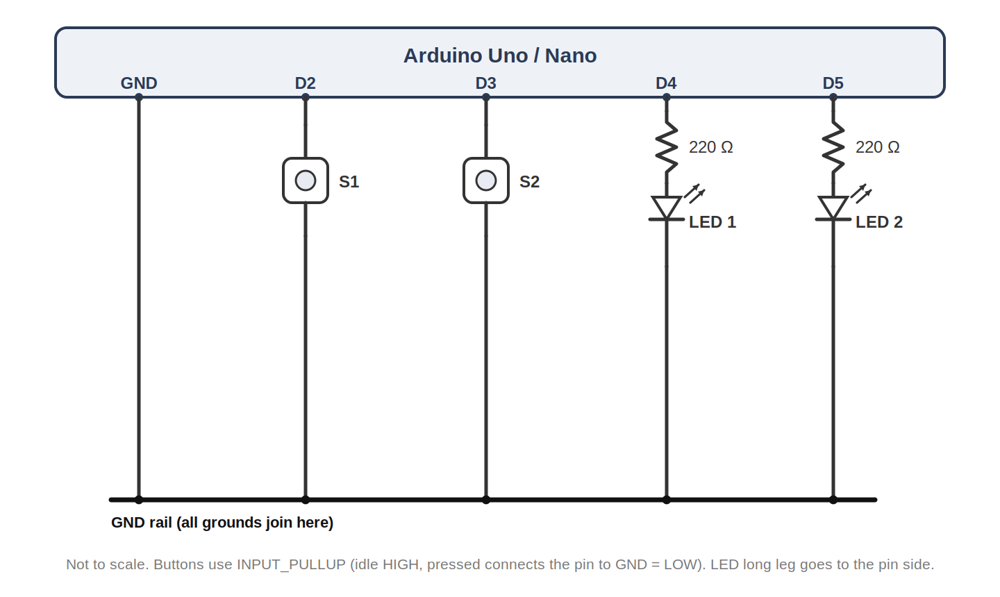 Arduino Uno / Nano
GND D2 D3 D4 D5
220 Ω 220 Ω
S1 S2
LED 1 LED 2
GND rail (all grounds join here)
Not to scale. Buttons use INPUT_PULLUP (idle HIGH, pressed connects the pin to GND = LOW). LED long leg goes to the pin side.